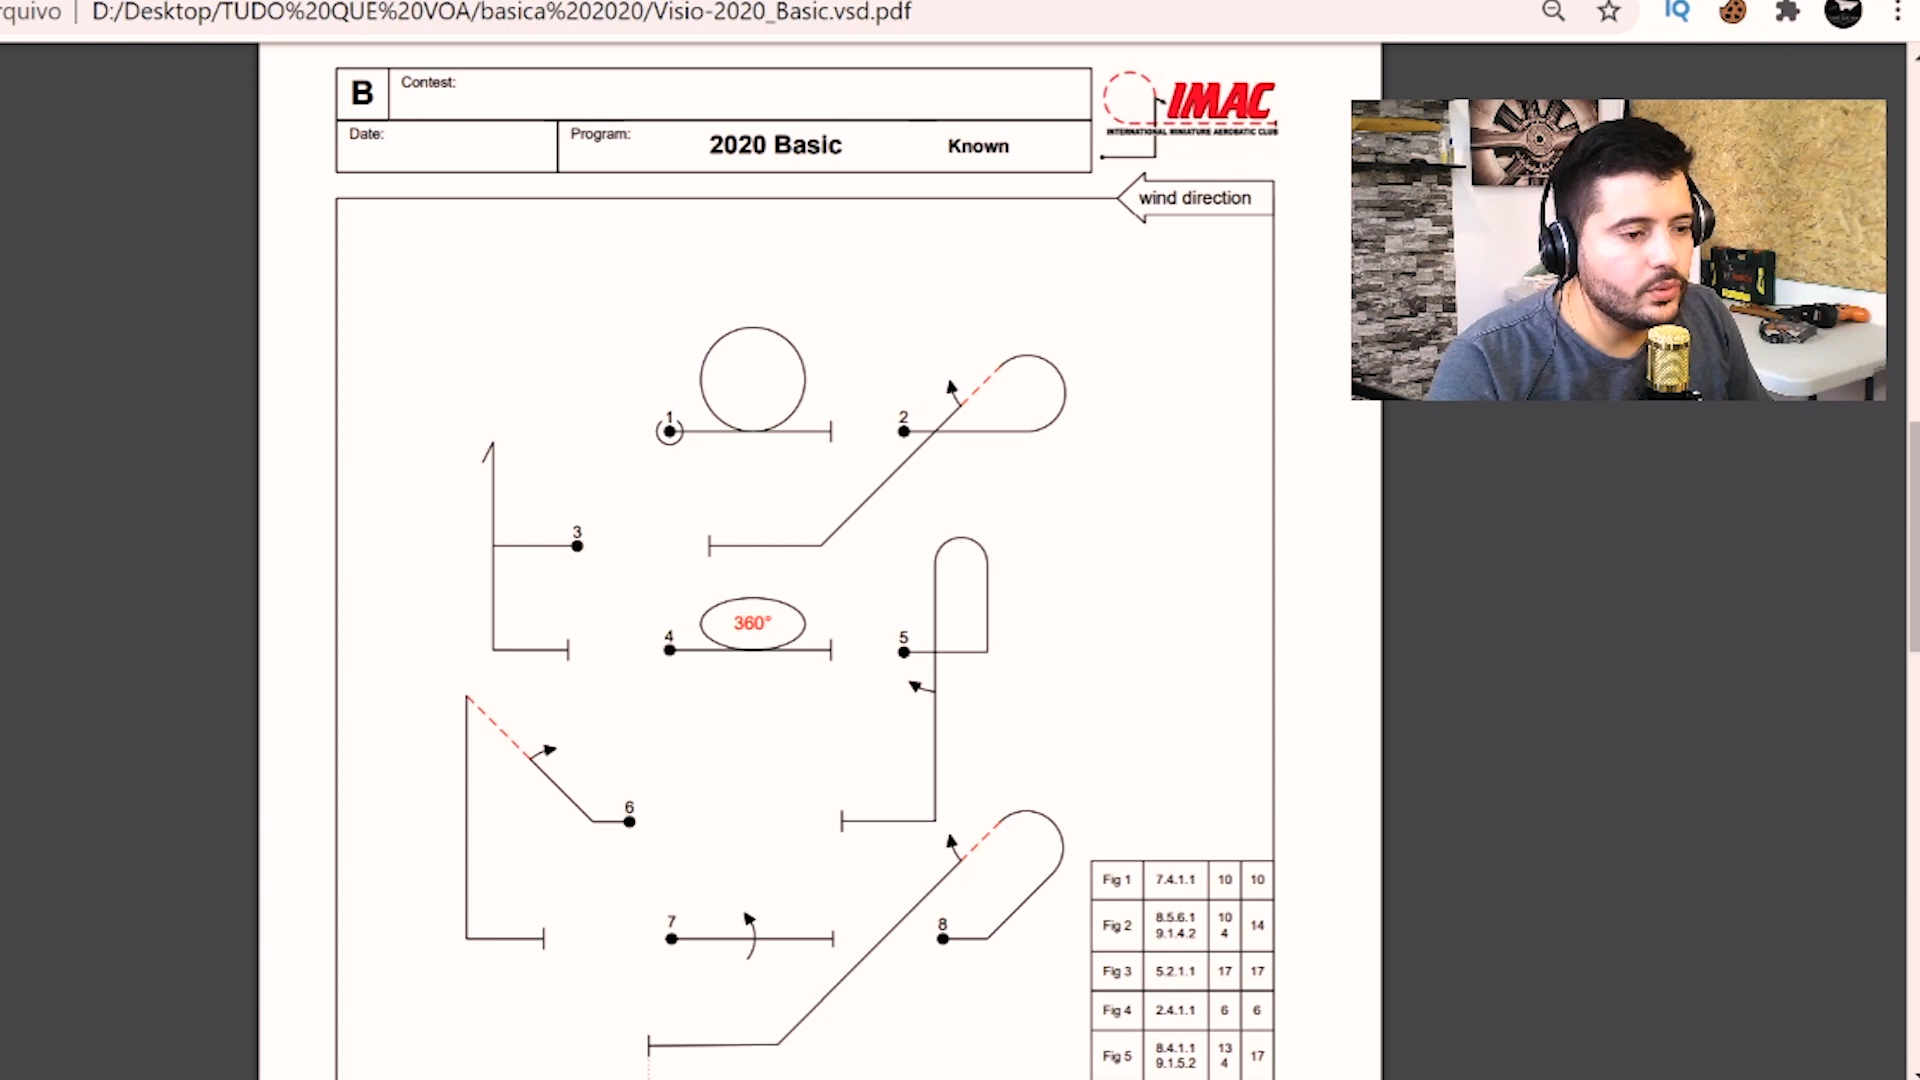 rquivo | D:/Desktop/TUDO%20QUE%20VOA/basica%202020/Visio-2020_Basic.vsd.pdf
IQ
B
Contest:
IMAC
INTERNATIONAL MINIATURE AEROBATIC CLUB
Date:
Program:
2020 Basic
Known
wind direction
1
2
3
4
360°
5
6
7
8
Fig 1 7.4.1.1 10 10
Fig 2 8.5.6.1 10 14
9.1.4.2 4
Fig 3 5.2.1.1 17 17
Fig 4 2.4.1.1 6 6
Fig 5 8.4.1.1 13 17
9.1.5.2 4